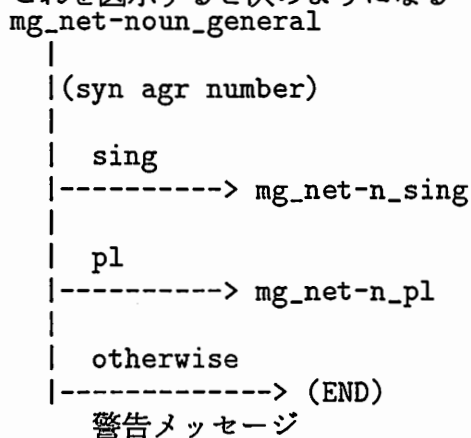 これを図示すると次のようになる
mg_net-noun_general
|
|(syn agr number)
|
| sing
|----------> mg_net-n_sing
|
| pl
|----------> mg_net-n_pl
|
| otherwise
|-------------> (END)
警告メッセージ